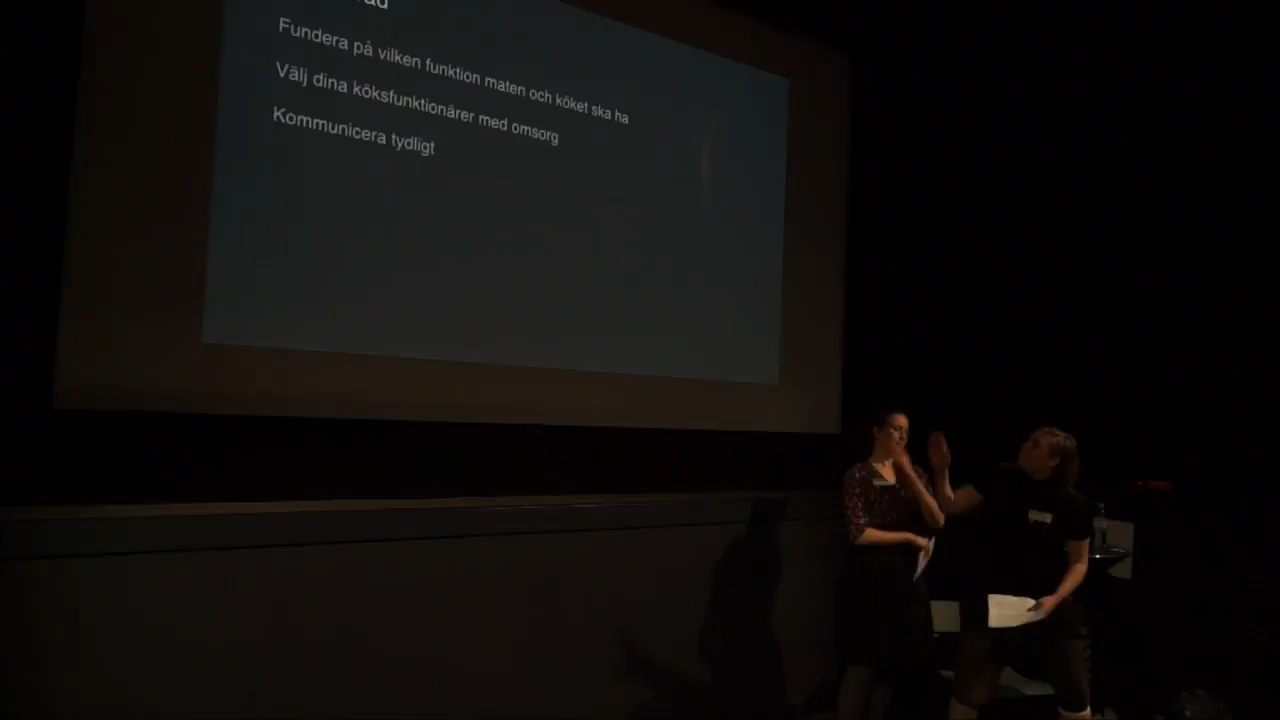 Fundera på vilken funktion maten och köket ska ha
Välj dina köksfunktionärer med omsorg
Kommunicera tydligt